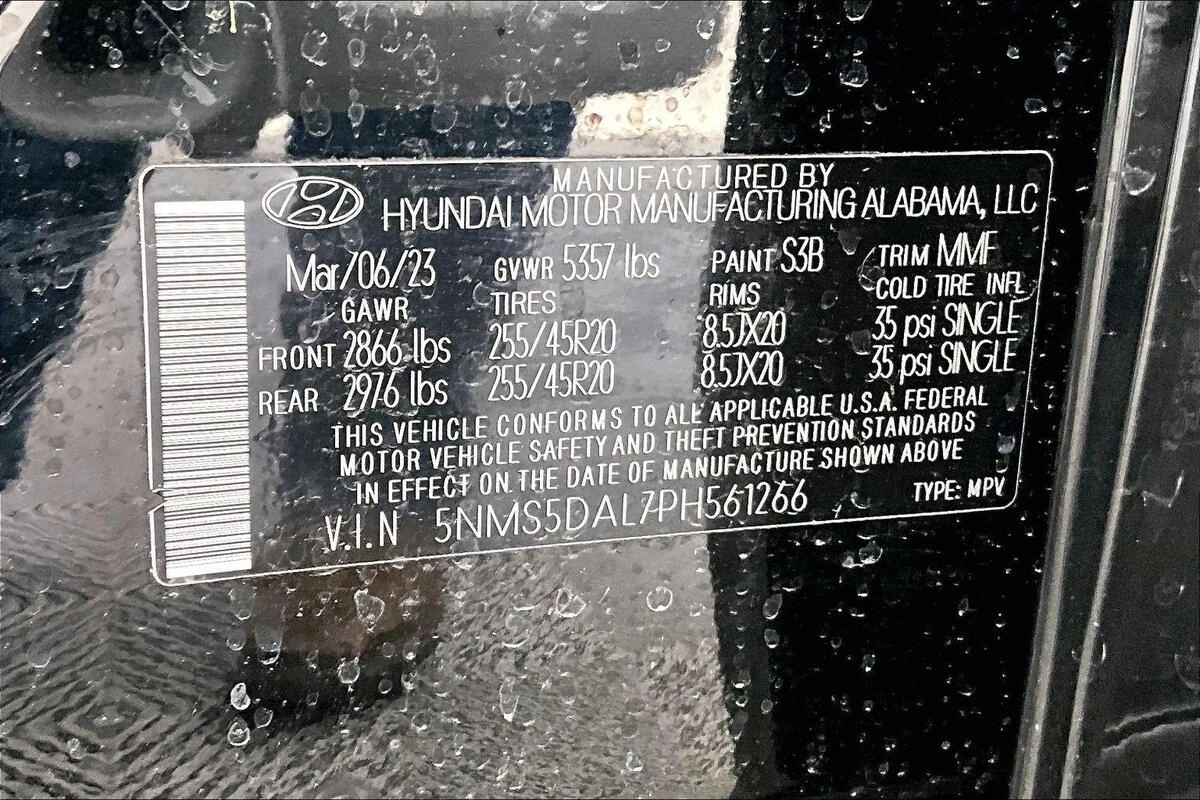 MANUFACTURED BY
HYUNDAI MOTOR MANUFACTURING ALABAMA, LLC
Mar/06/23 GVWR 5357 lbs PAINT S3B TRIM MMF
GAWR TIRES RIMS COLD TIRE INFL
FRONT 2866 lbs 255/45R20 8.5JX20 35 psi SINGLE
REAR 2976 lbs 255/45R20 8.5JX20 35 psi SINGLE
THIS VEHICLE CONFORMS TO ALL APPLICABLE U.S.A. FEDERAL
MOTOR VEHICLE SAFETY AND THEFT PREVENTION STANDARDS
IN EFFECT ON THE DATE OF MANUFACTURE SHOWN ABOVE
V.I.N 5NMS5DAL7PH561266 TYPE: MPV